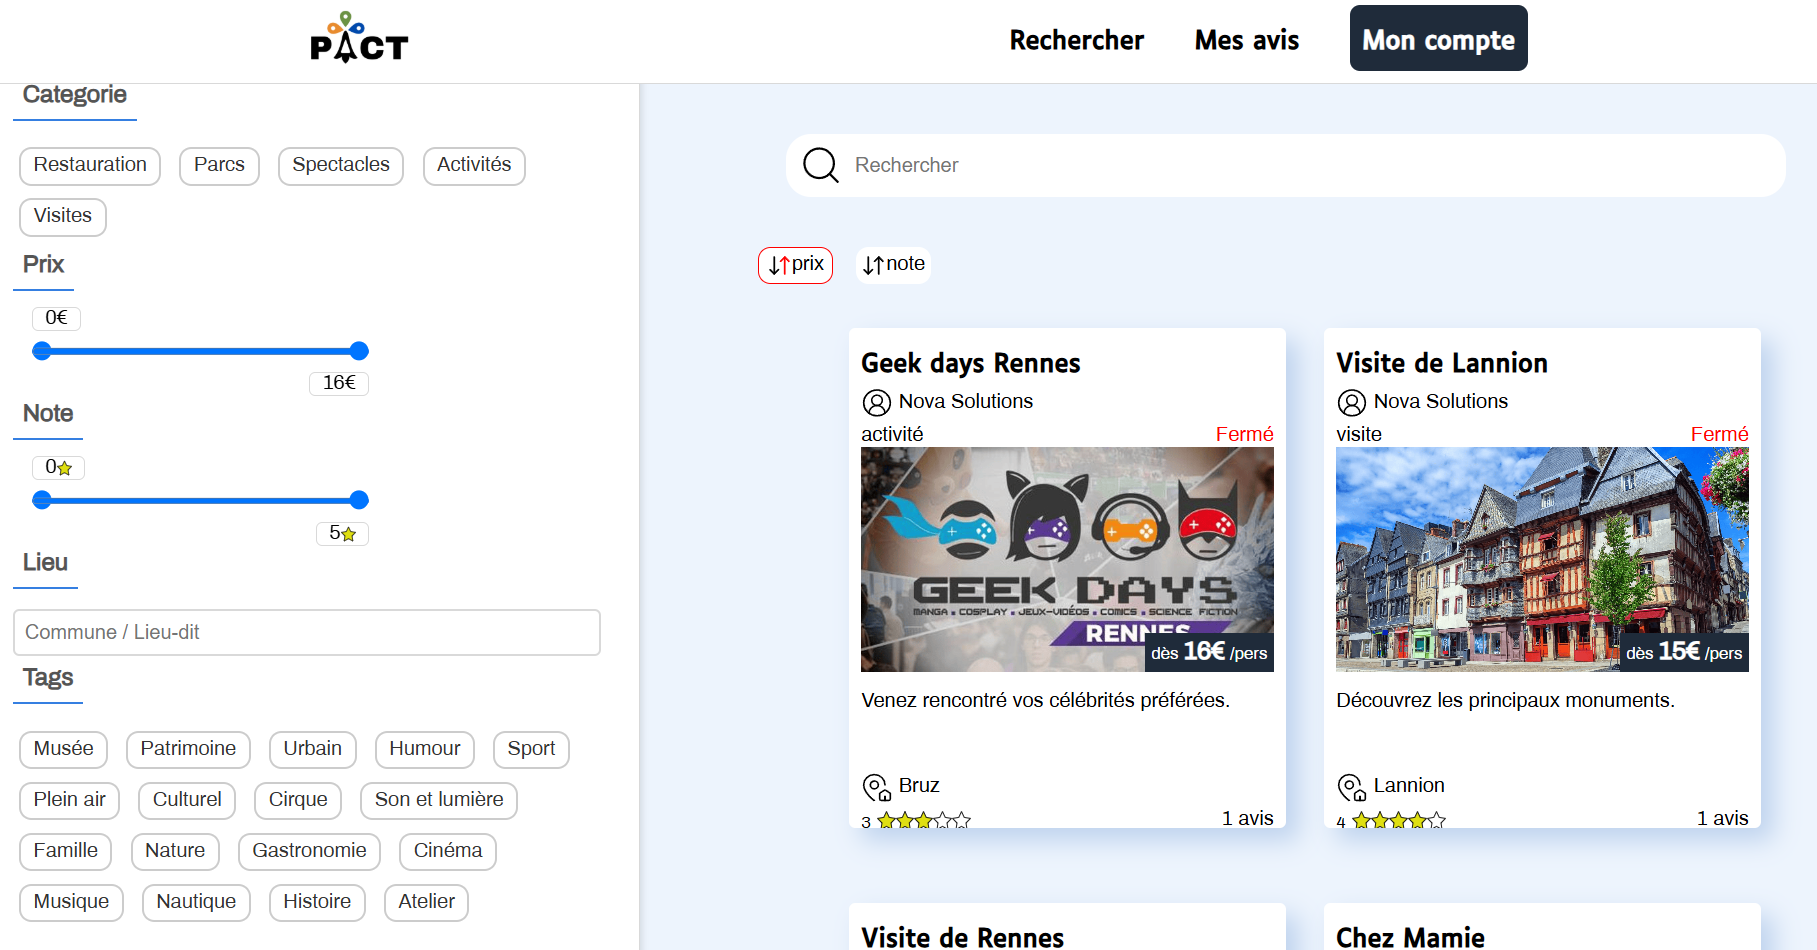 PACT
Rechercher
Mes avis
Mon compte
Categorie
Restauration
Parcs
Spectacles
Activités
Visites
Prix
0€
16€
Note
0
5
Lieu
Commune / Lieu-dit
Tags
Musée
Patrimoine
Urbain
Humour
Sport
Plein air
Culturel
Cirque
Son et lumière
Famille
Nature
Gastronomie
Cinéma
Musique
Nautique
Histoire
Atelier
Rechercher
prix
note
Geek days Rennes
Nova Solutions
activité
Fermé
GEEK DAYS
MANGA • COSPLAY • JEUX-VIDÉOS • COMICS • SCIENCE FICTION
RENNES
dès 16€ /pers
Venez rencontré vos célébrités préférées.
Bruz
3
1 avis
Visite de Lannion
Nova Solutions
visite
Fermé
dès 15€ /pers
Découvrez les principaux monuments.
Lannion
4
1 avis
Visite de Rennes
Chez Mamie